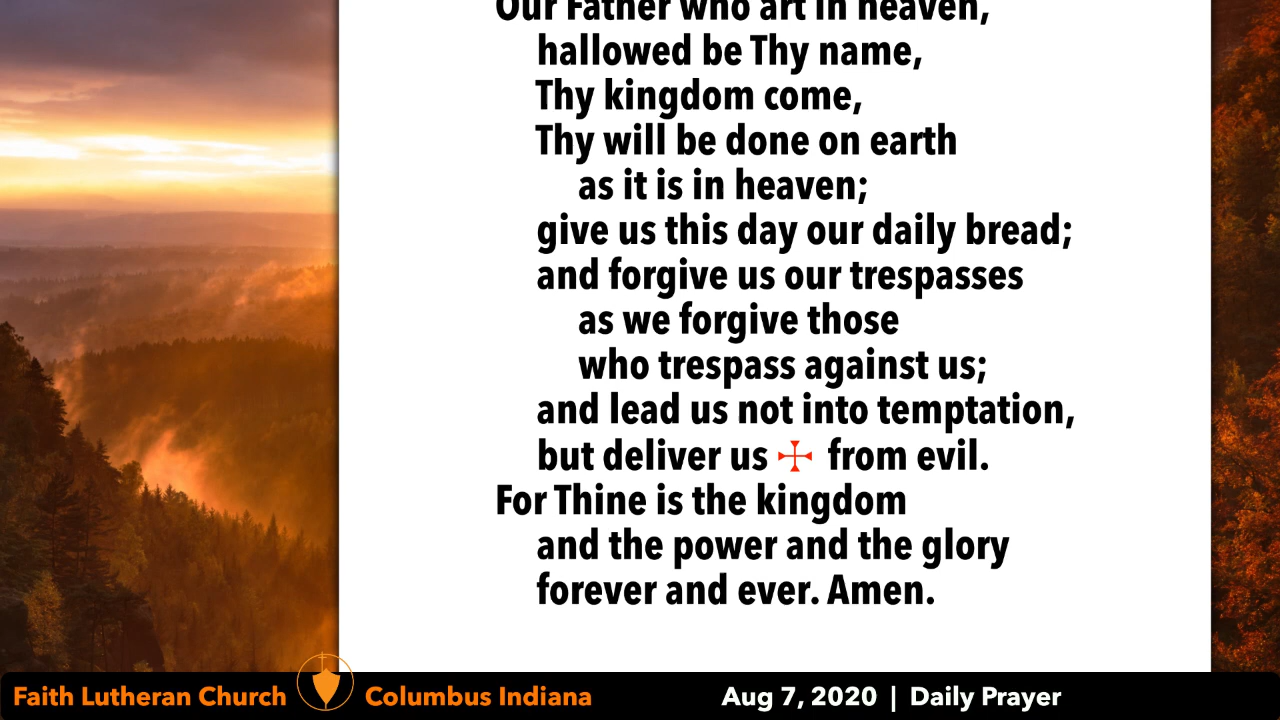 Our Father who art in heaven,
hallowed be Thy name,
Thy kingdom come,
Thy will be done on earth
as it is in heaven;
give us this day our daily bread;
and forgive us our trespasses
as we forgive those
who trespass against us;
and lead us not into temptation,
but deliver us ☩ from evil.
For Thine is the kingdom
and the power and the glory
forever and ever. Amen.
Faith Lutheran Church Columbus Indiana Aug 7, 2020 | Daily Prayer